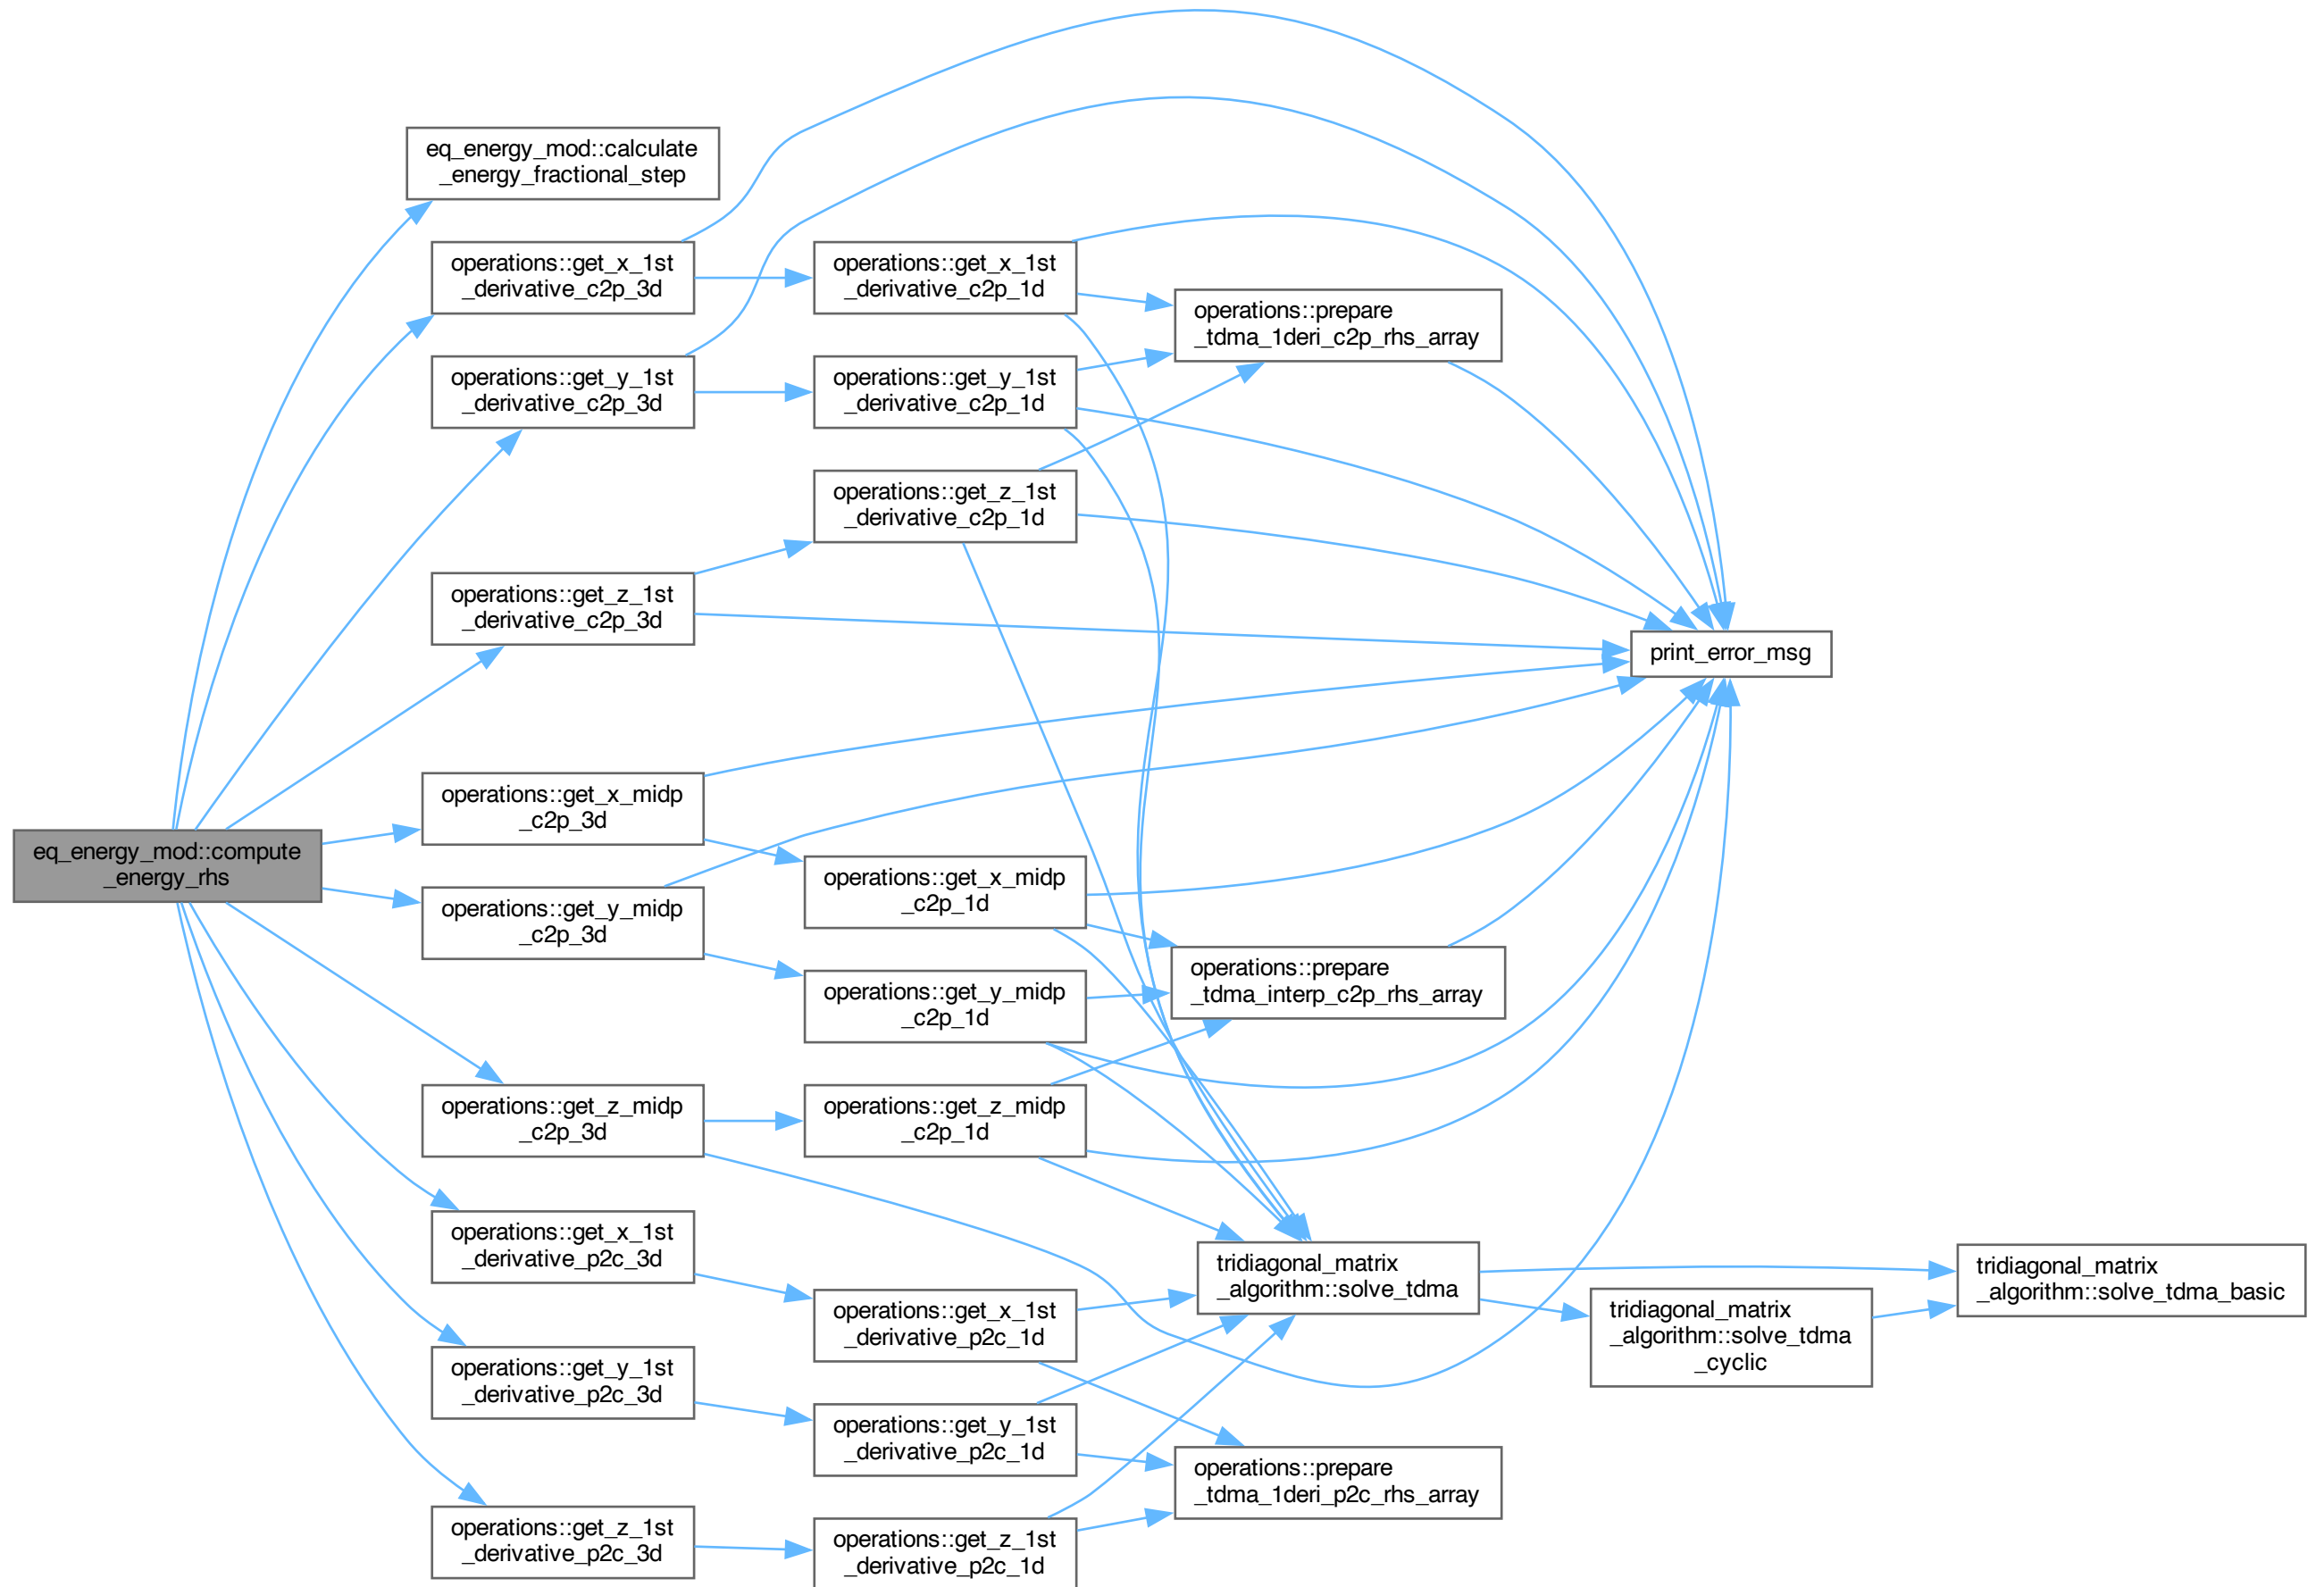 eq_energy_mod::calculate
_energy_fractional_step
operations::get_x_1st
_derivative_c2p_3d
operations::get_x_1st
_derivative_c2p_1d
operations::prepare
_tdma_1deri_c2p_rhs_array
operations::get_y_1st
_derivative_c2p_3d
operations::get_y_1st
_derivative_c2p_1d
operations::get_z_1st
_derivative_c2p_1d
operations::get_z_1st
_derivative_c2p_3d
print_error_msg
operations::get_x_midp
_c2p_3d
eq_energy_mod::compute
_energy_rhs
operations::get_x_midp
_c2p_1d
operations::get_y_midp
_c2p_3d
operations::prepare
_tdma_interp_c2p_rhs_array
operations::get_y_midp
_c2p_1d
operations::get_z_midp
_c2p_3d
operations::get_z_midp
_c2p_1d
operations::get_x_1st
_derivative_p2c_3d
tridiagonal_matrix
_algorithm::solve_tdma
tridiagonal_matrix
_algorithm::solve_tdma_basic
operations::get_x_1st
_derivative_p2c_1d
tridiagonal_matrix
_algorithm::solve_tdma
_cyclic
operations::get_y_1st
_derivative_p2c_3d
operations::get_y_1st
_derivative_p2c_1d
operations::prepare
_tdma_1deri_p2c_rhs_array
operations::get_z_1st
_derivative_p2c_3d
operations::get_z_1st
_derivative_p2c_1d